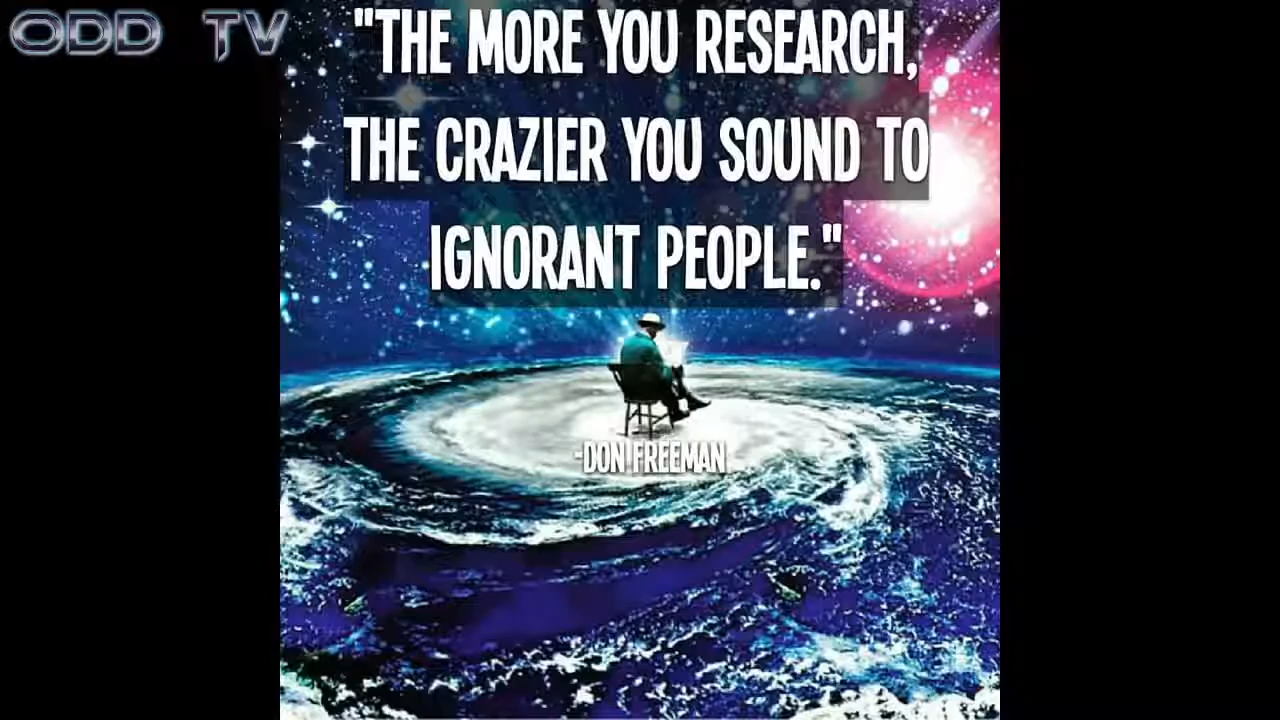 ODD TV
"THE MORE YOU RESEARCH,
THE CRAZIER YOU SOUND TO
IGNORANT PEOPLE."
-DON FREEMAN